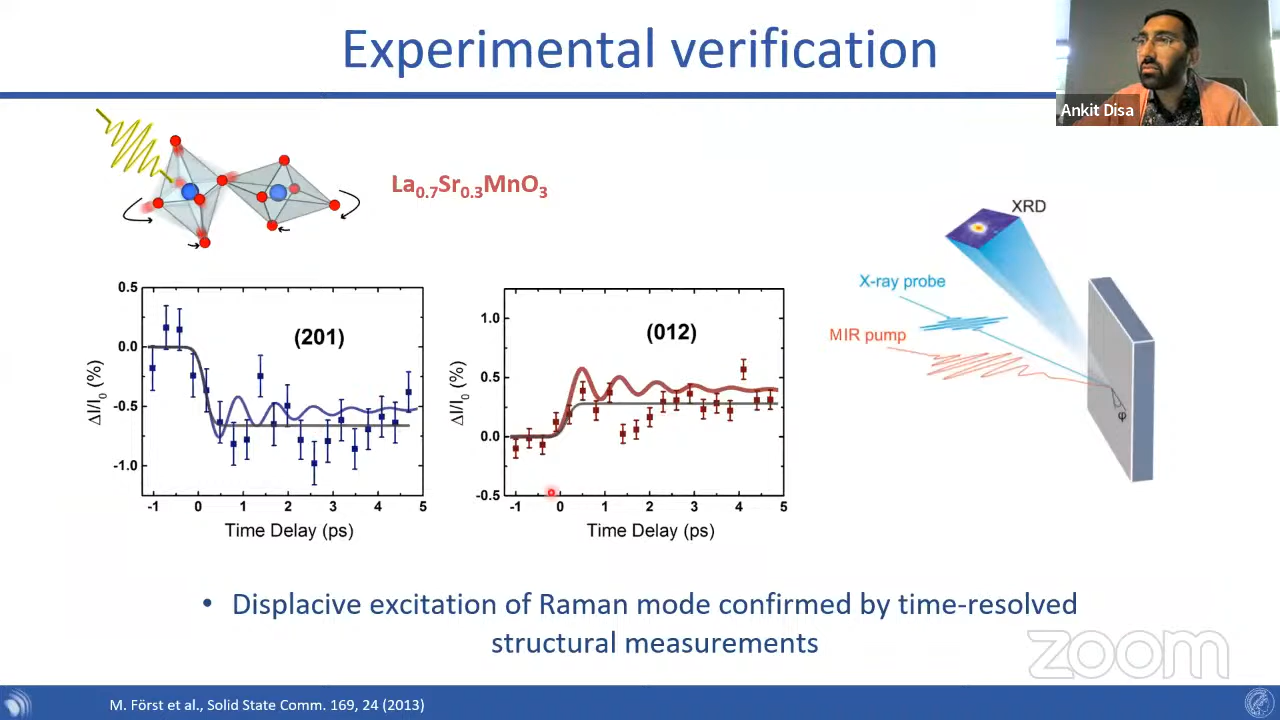 Experimental verification
Ankit Disa
La0.7Sr0.3MnO3
XRD
X-ray probe
MIR pump
φ
0.5
0.0
-0.5
-1.0
ΔI/I0 (%)
(201)
-1 0 1 2 3 4 5
Time Delay (ps)
1.0
0.5
0.0
-0.5
ΔI/I0 (%)
(012)
-1 0 1 2 3 4 5
Time Delay (ps)
• Displacive excitation of Raman mode confirmed by time-resolved
structural measurements
zoom
M. Först et al., Solid State Comm. 169, 24 (2013)